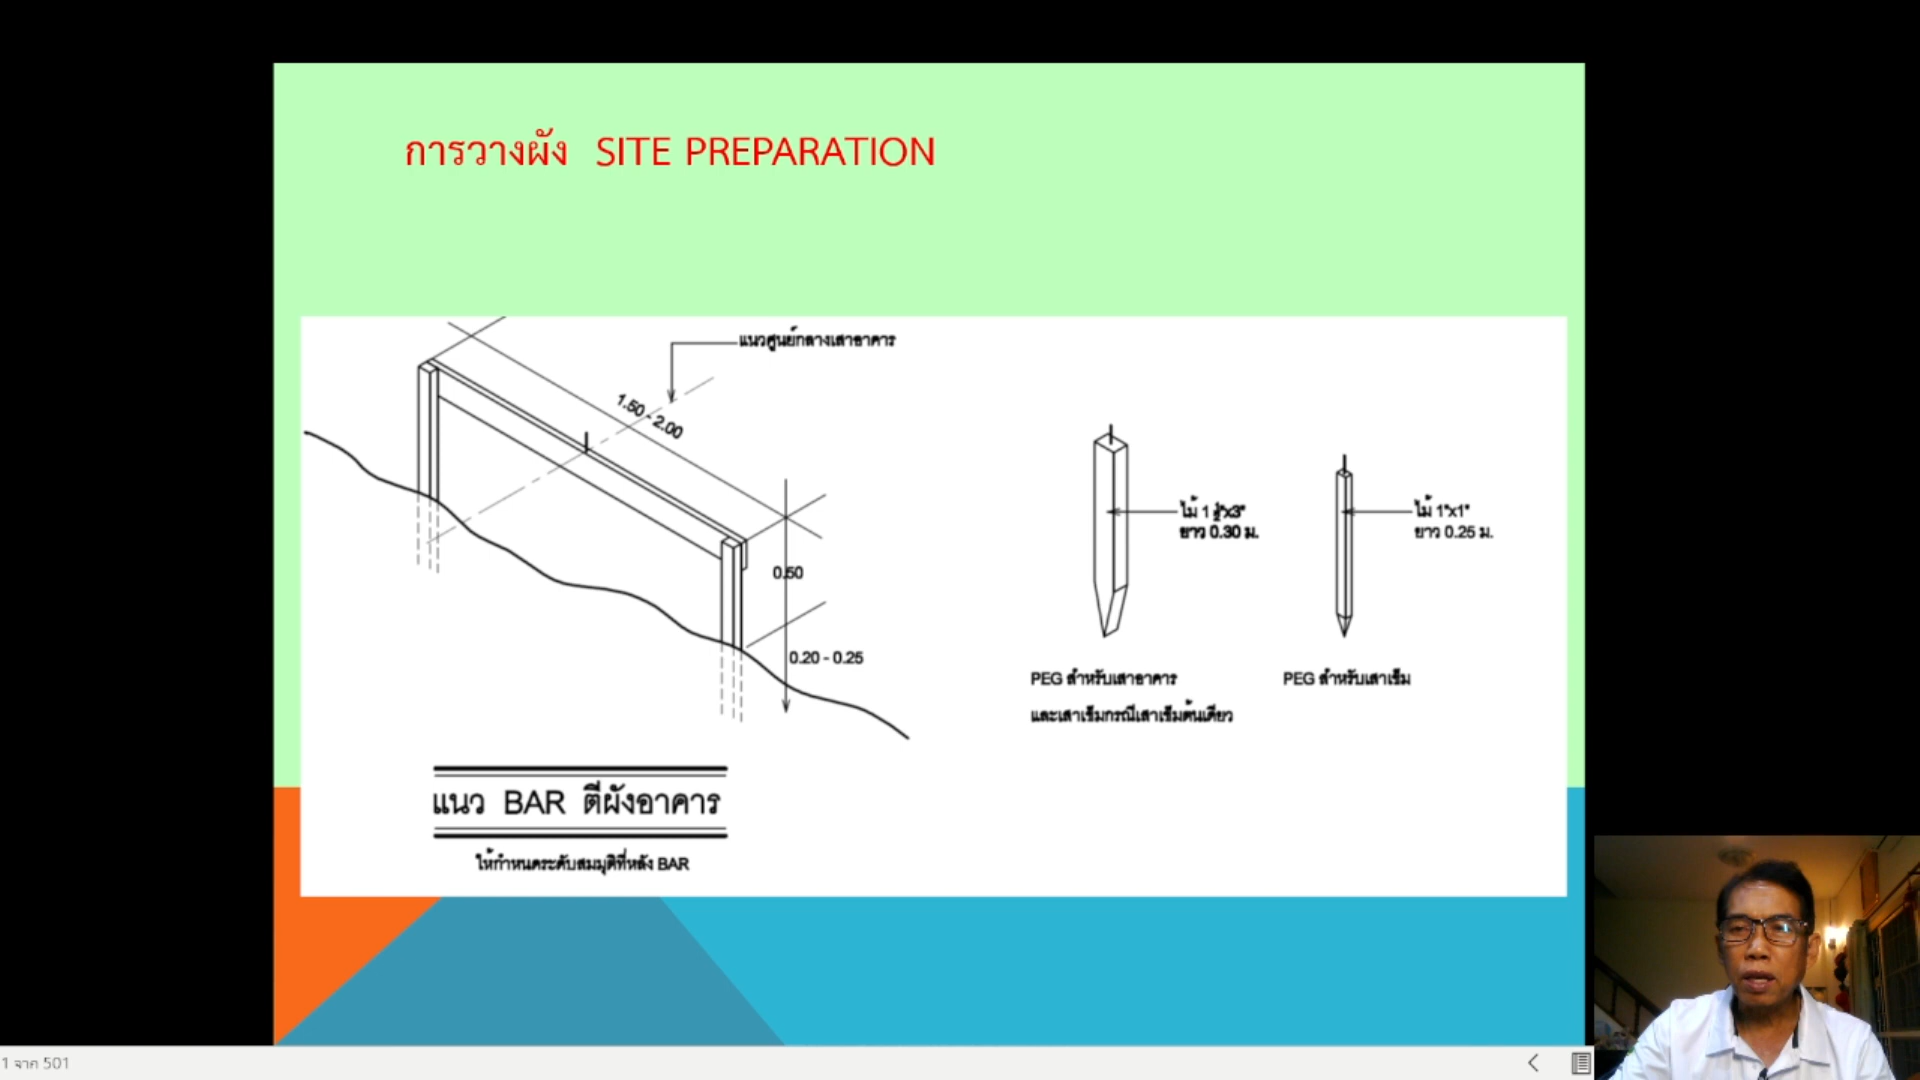 การวางผัง SITE PREPARATION
แนวศูนย์กลางเสาอาคาร
1.50 - 2.00
0.50
0.20 - 0.25
ไม้ 1 ½"x3"
ยาว 0.30 ม.
ไม้ 1"x1"
ยาว 0.25 ม.
PEG สำหรับเสาอาคาร
และเสาเข็มกรณีเสาเข็มต้นเดียว
PEG สำหรับเสาเข็ม
แนว BAR ตีผังอาคาร
ให้กำหนดระดับสมมุติที่หลัง BAR
1 จาก 501